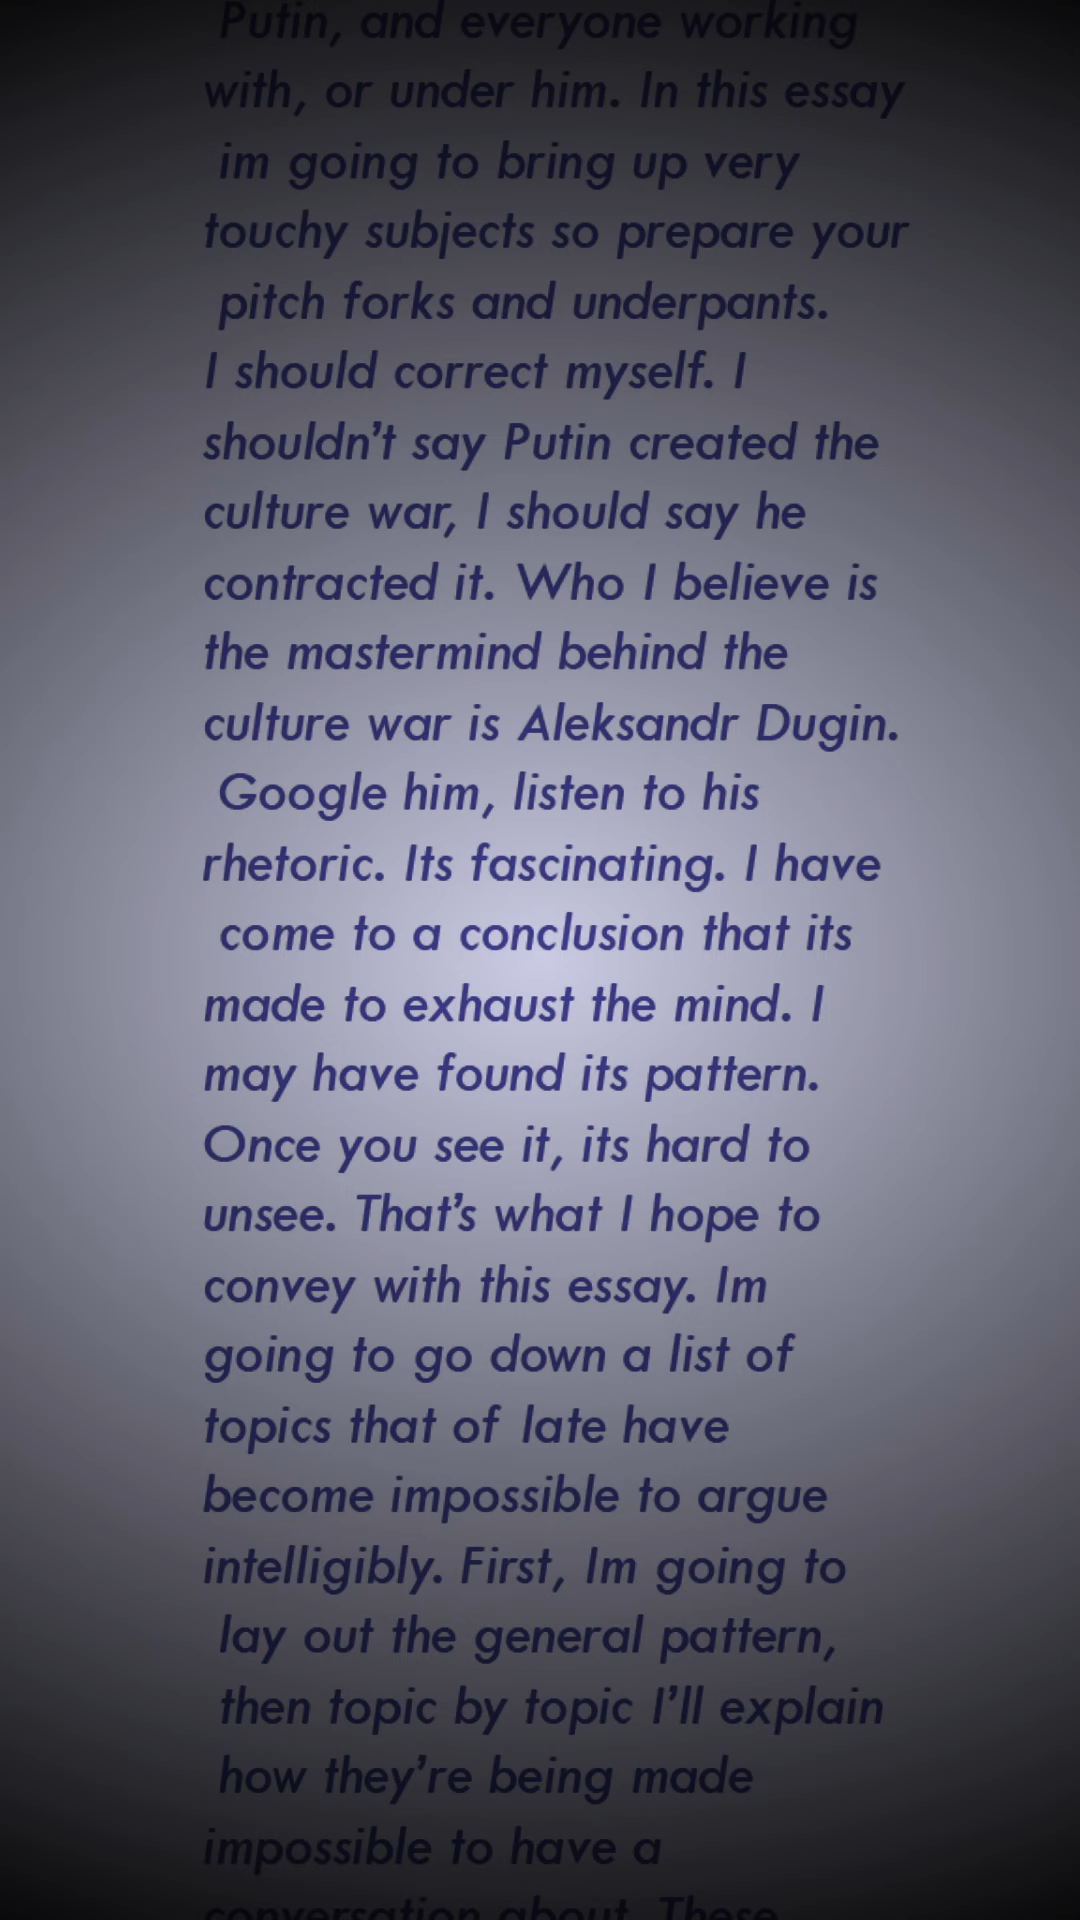 Putin, and everyone working
with, or under him. In this essay
im going to bring up very
touchy subjects so prepare your
pitch forks and underpants.
I should correct myself. I
shouldn’t say Putin created the
culture war, I should say he
contracted it. Who I believe is
the mastermind behind the
culture war is Aleksandr Dugin.
Google him, listen to his
rhetoric. Its fascinating. I have
come to a conclusion that its
made to exhaust the mind. I
may have found its pattern.
Once you see it, its hard to
unsee. That’s what I hope to
convey with this essay. Im
going to go down a list of
topics that of late have
become impossible to argue
intelligibly. First, Im going to
lay out the general pattern,
then topic by topic I’ll explain
how they’re being made
impossible to have a
conversation about. These